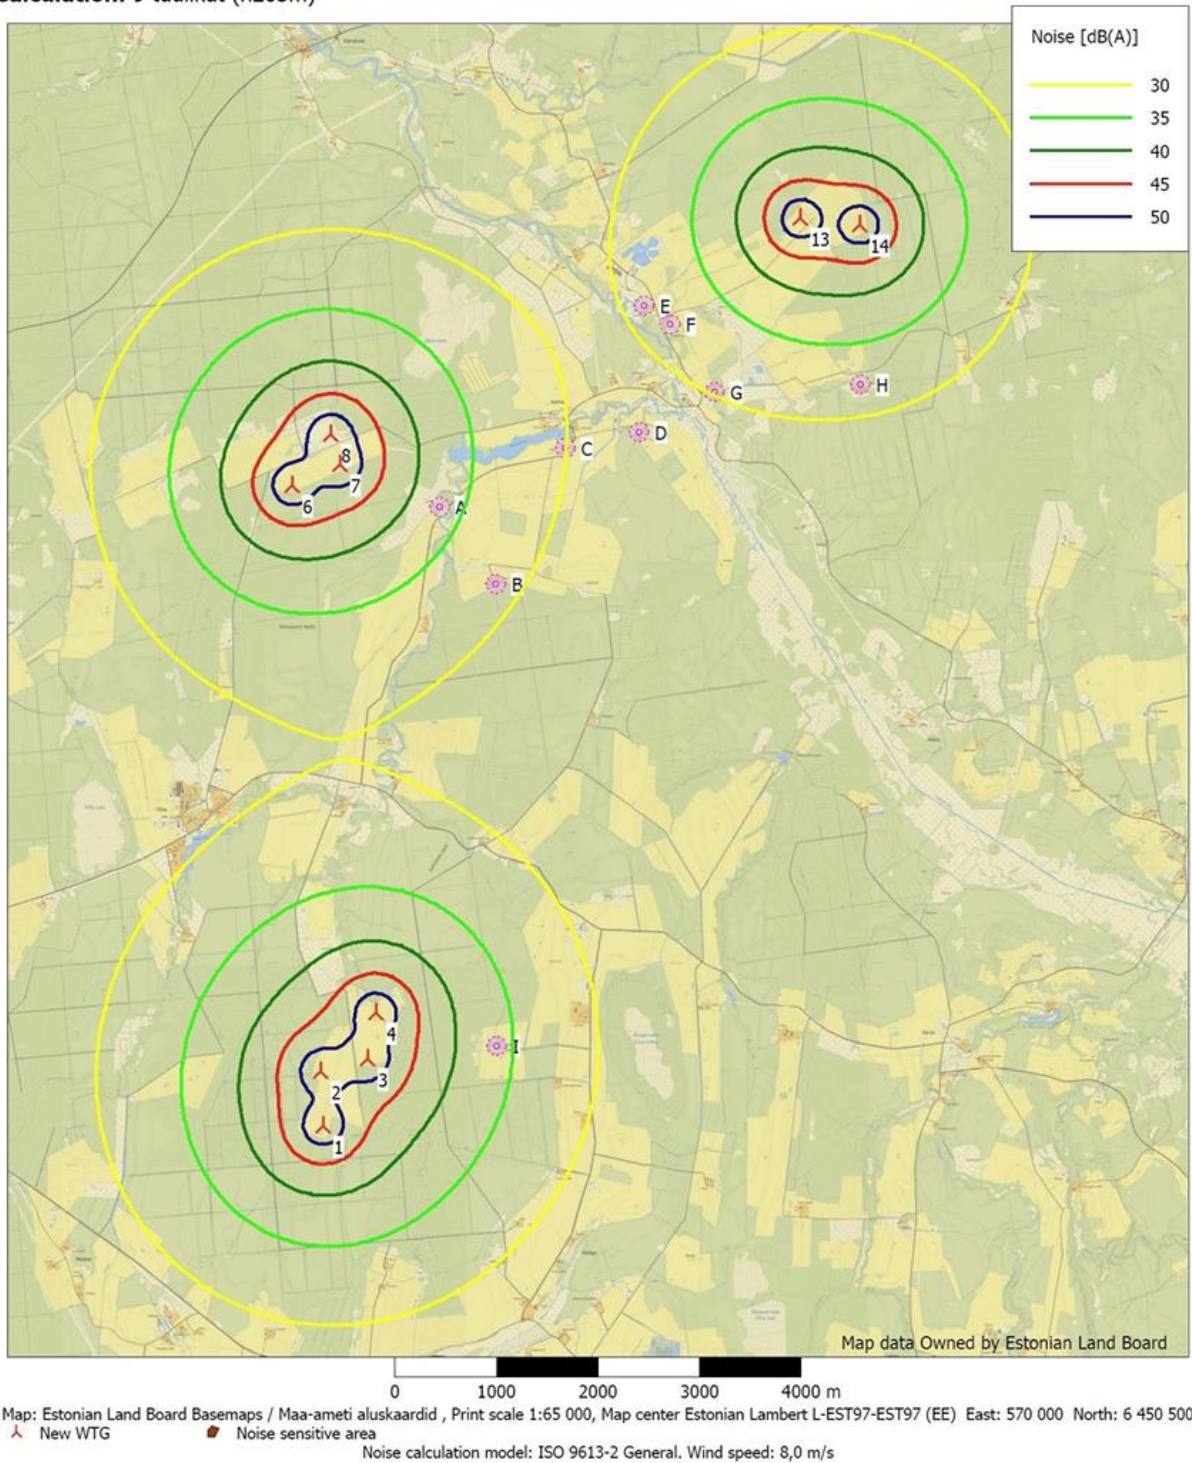 Noise [dB(A)]
30
35
40
45
50
13
14
E
F
G
H
D
C
8
7
6
A
B
4
3
2
1
I
Map data Owned by Estonian Land Board
0 1000 2000 3000 4000 m
Map: Estonian Land Board Basemaps / Maa-ameti aluskaardid , Print scale 1:65 000, Map center Estonian Lambert L-EST97-EST97 (EE) East: 570 000 North: 6 450 500
New WTG Noise sensitive area
Noise calculation model: ISO 9613-2 General. Wind speed: 8,0 m/s